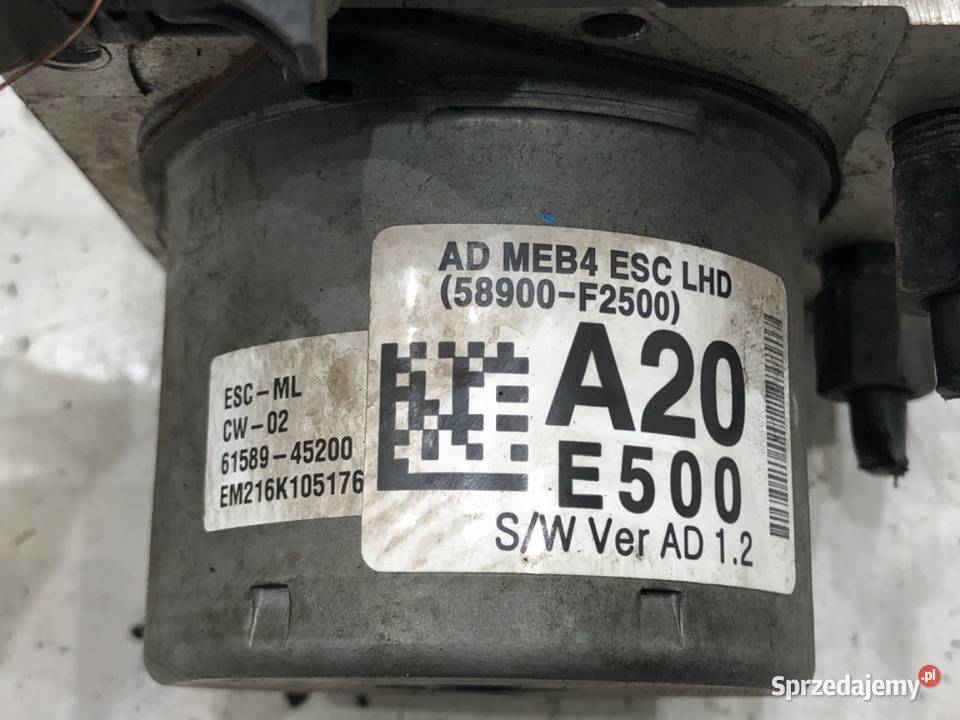 AD MEB4 ESC LHD
(58900-F2500)
A20
E500
S/W Ver AD 1.2
ESC-ML
CW-02
61589-45200
EM216K105176
Sprzedajemy.pl